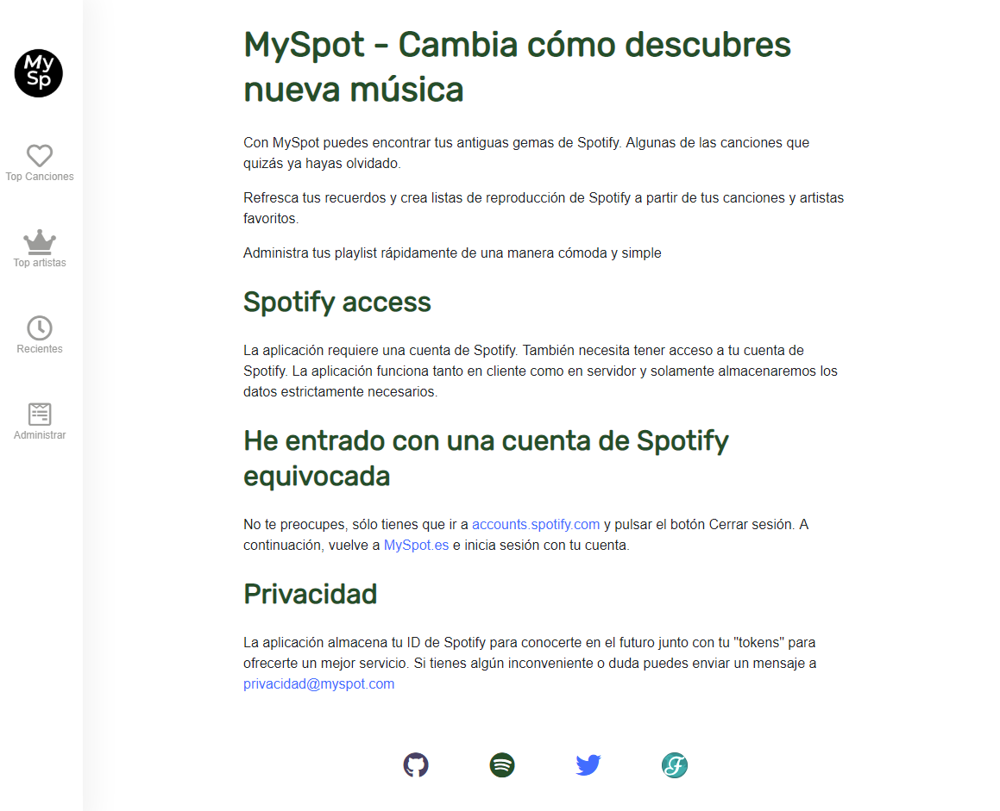 My
Sp
Top Canciones
Top artistas
Recientes
Administrar
MySpot - Cambia cómo descubres
nueva música
Con MySpot puedes encontrar tus antiguas gemas de Spotify. Algunas de las canciones que
quizás ya hayas olvidado.
Refresca tus recuerdos y crea listas de reproducción de Spotify a partir de tus canciones y artistas
favoritos.
Administra tus playlist rápidamente de una manera cómoda y simple
Spotify access
La aplicación requiere una cuenta de Spotify. También necesita tener acceso a tu cuenta de
Spotify. La aplicación funciona tanto en cliente como en servidor y solamente almacenaremos los
datos estrictamente necesarios.
He entrado con una cuenta de Spotify
equivocada
No te preocupes, sólo tienes que ir a accounts.spotify.com y pulsar el botón Cerrar sesión. A
continuación, vuelve a MySpot.es e inicia sesión con tu cuenta.
Privacidad
La aplicación almacena tu ID de Spotify para conocerte en el futuro junto con tu "tokens" para
ofrecerte un mejor servicio. Si tienes algún inconveniente o duda puedes enviar un mensaje a
privacidad@myspot.com
F